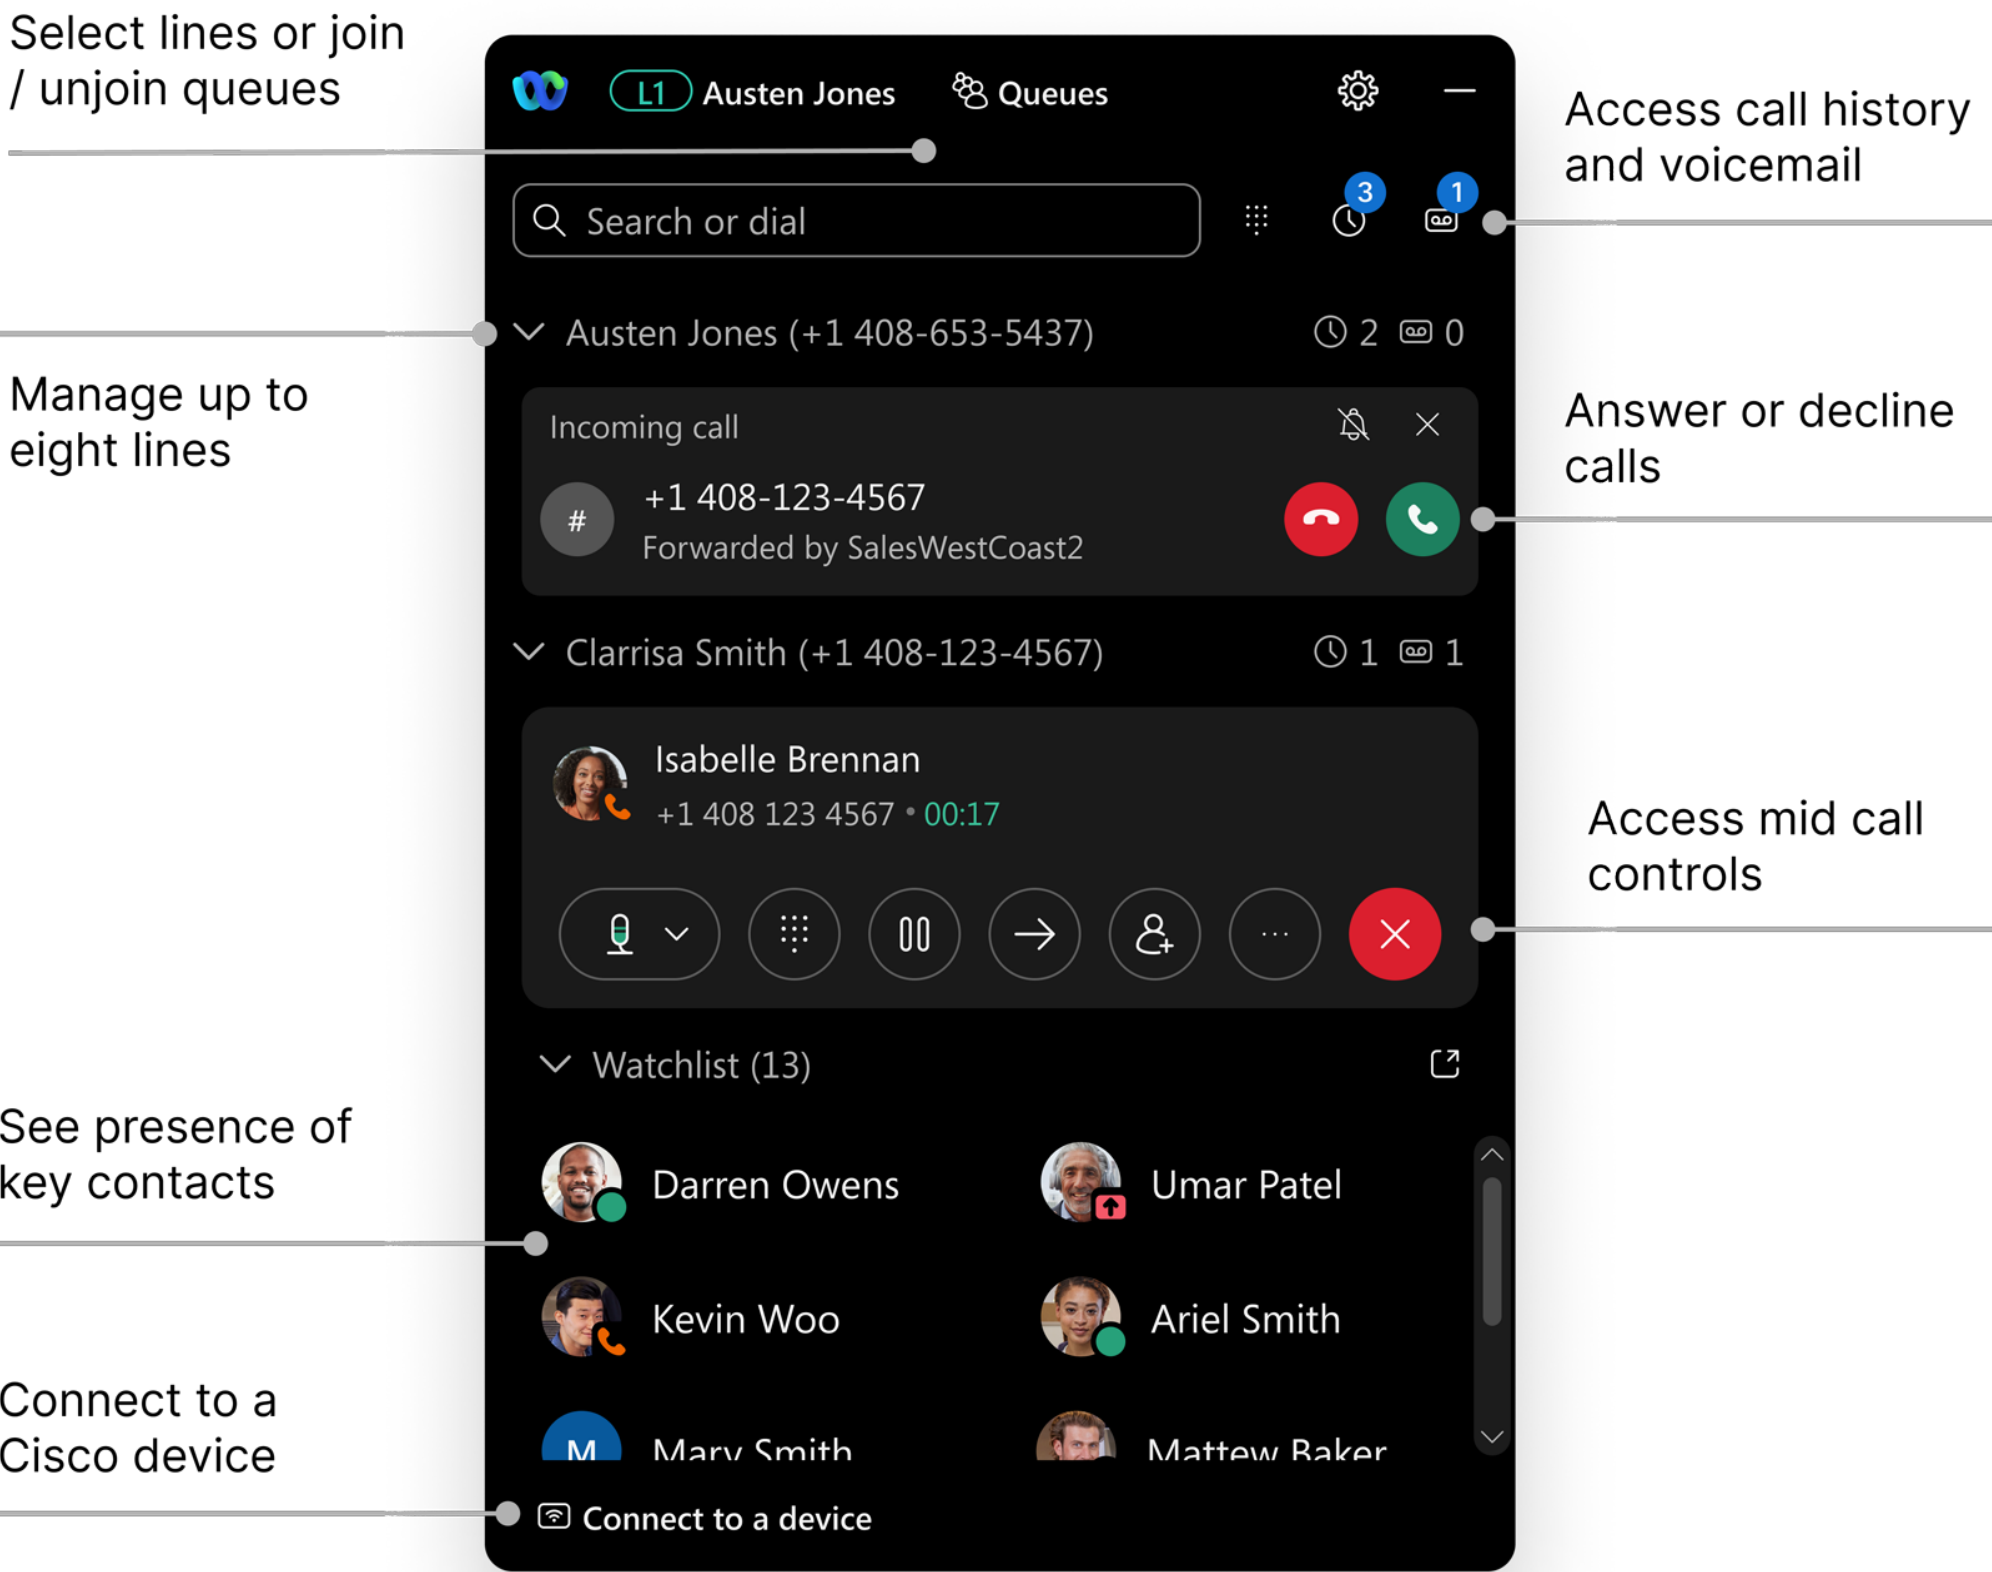 Select lines or join
/ unjoin queues
L1 Austen Jones
Queues
Access call history
and voicemail
Search or dial
3
1
Austen Jones (+1 408-653-5437)
2
0
Manage up to
eight lines
Incoming call
Answer or decline
calls
#
+1 408-123-4567
Forwarded by SalesWestCoast2
Clarrisa Smith (+1 408-123-4567)
1
1
Isabelle Brennan
+1 408 123 4567 • 00:17
Access mid call
controls
Watchlist (13)
See presence of
key contacts
Darren Owens
Umar Patel
Kevin Woo
Ariel Smith
Connect to a
Cisco device
M
Mary Smith
Mattew Baker
Connect to a device